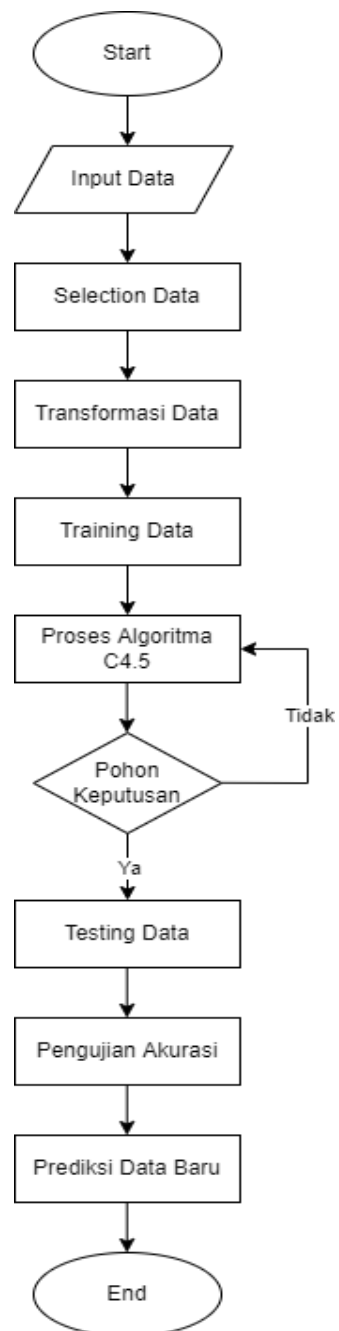 Start
Input Data
Selection Data
Transformasi Data
Training Data
Proses Algoritma
C4.5
Tidak
Pohon
Keputusan
Ya
Testing Data
Pengujian Akurasi
Prediksi Data Baru
End